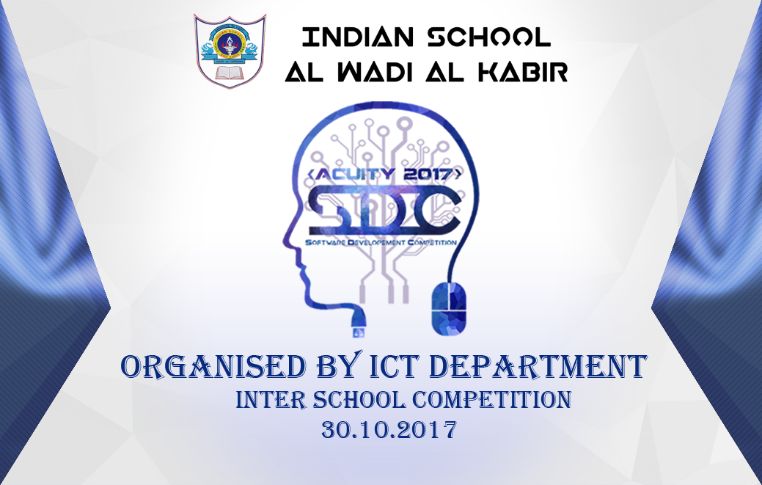 INDIAN SCHOOL
AL WADI AL KABIR
<ACUITY 2017>
SDC
SOFTWARE DEVELOPEMENT COMPETITION
ORGANISED BY ICT DEPARTMENT
INTER SCHOOL COMPETITION
30.10.2017